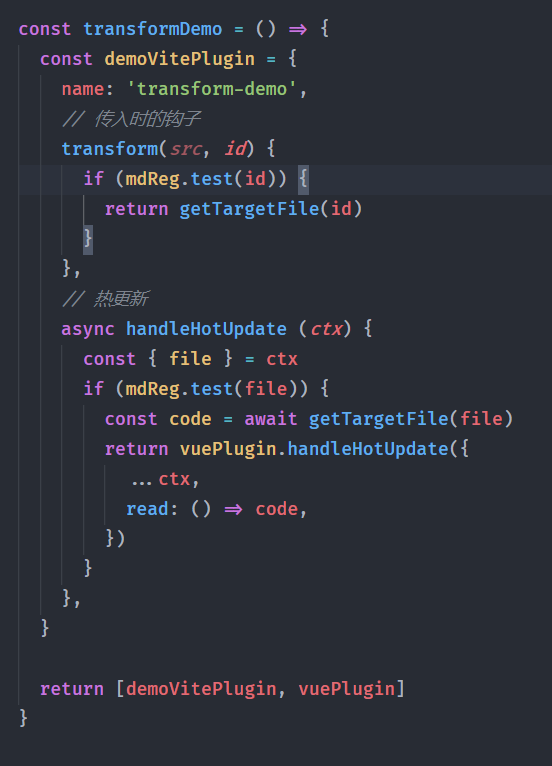 const transformDemo = () => {
  const demoVitePlugin = {
    name: 'transform-demo',
    // 传入时的钩子
    transform(src, id) {
      if (mdReg.test(id)) {
        return getTargetFile(id)
      }
    },
    // 热更新
    async handleHotUpdate (ctx) {
      const { file } = ctx
      if (mdReg.test(file)) {
        const code = await getTargetFile(file)
        return vuePlugin.handleHotUpdate({
          ...ctx,
          read: () => code,
        })
      }
    },
  }

  return [demoVitePlugin, vuePlugin]
}